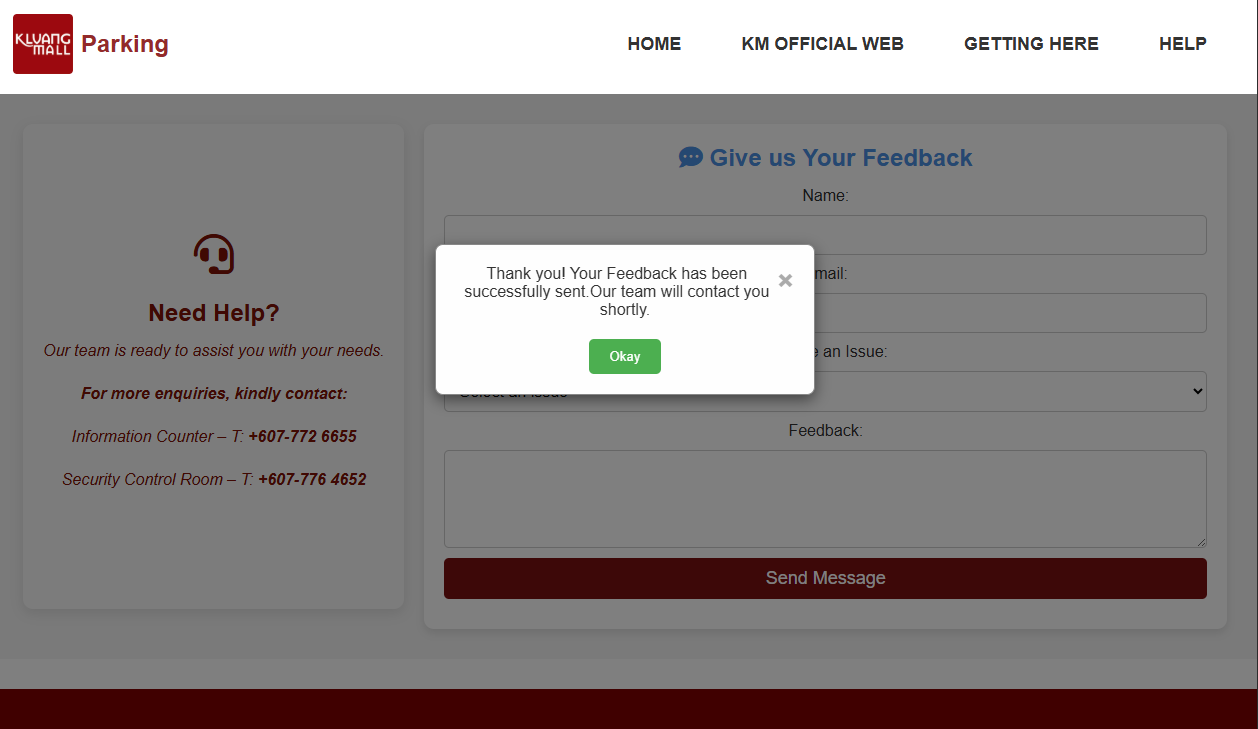 KLUANG
MALL
Parking
HOME
KM OFFICIAL WEB
GETTING HERE
HELP
Need Help?
Our team is ready to assist you with your needs.
For more enquiries, kindly contact:
Information Counter – T: +607-772 6655
Security Control Room – T: +607-776 4652
Give us Your Feedback
Name:
mail:
Thank you! Your Feedback has been
successfully sent.Our team will contact you
shortly.
Okay
e an Issue:
Select an Issue
Feedback:
Send Message